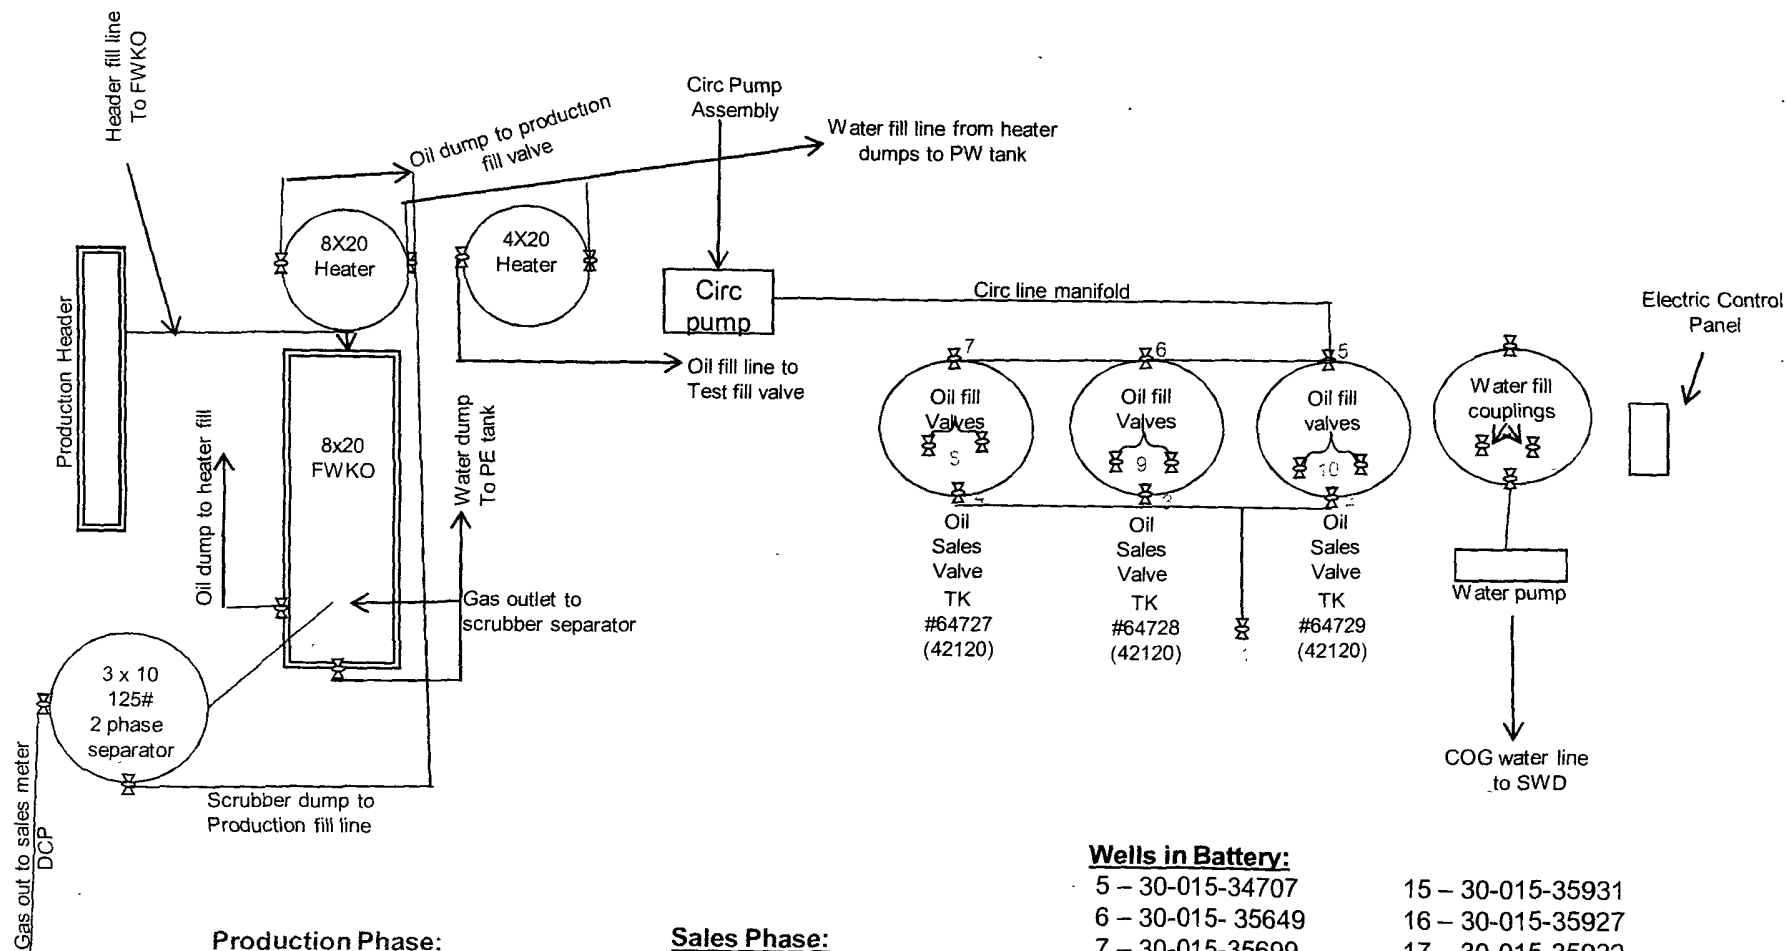 Header fill line
To FWKO
Circ Pump
Assembly
Oil dump to production
fill valve
Water fill line from heater
dumps to PW tank
8X20
Heater
4X20
Heater
Circ
pump
Circ line manifold
Electric Control
Panel
Production Header
Oil fill line to
Test fill valve
7
6
5
Oil fill
Valves
Oil fill
Valves
9
Oil fill
valves
10
Water fill
couplings
8x20
FWKO
Oil dump to heater fill
Water dump
To PE tank
Oil
Sales
Valve
TK
#64727
(42120)
Oil
Sales
Valve
TK
#64728
(42120)
Oil
Sales
Valve
TK
#64729
(42120)
Water pump
Gas outlet to
scrubber separator
3 x 10
125#
2 phase
separator
COG water line
to SWD
Scrubber dump to
Production fill line
Gas out to sales meter
DCP
Wells in Battery:
5 – 30-015-34707
15 – 30-015-35931
6 – 30-015- 35649
16 – 30-015-35927
7 – 30-015-35699
Production Phase:
Sales Phase: